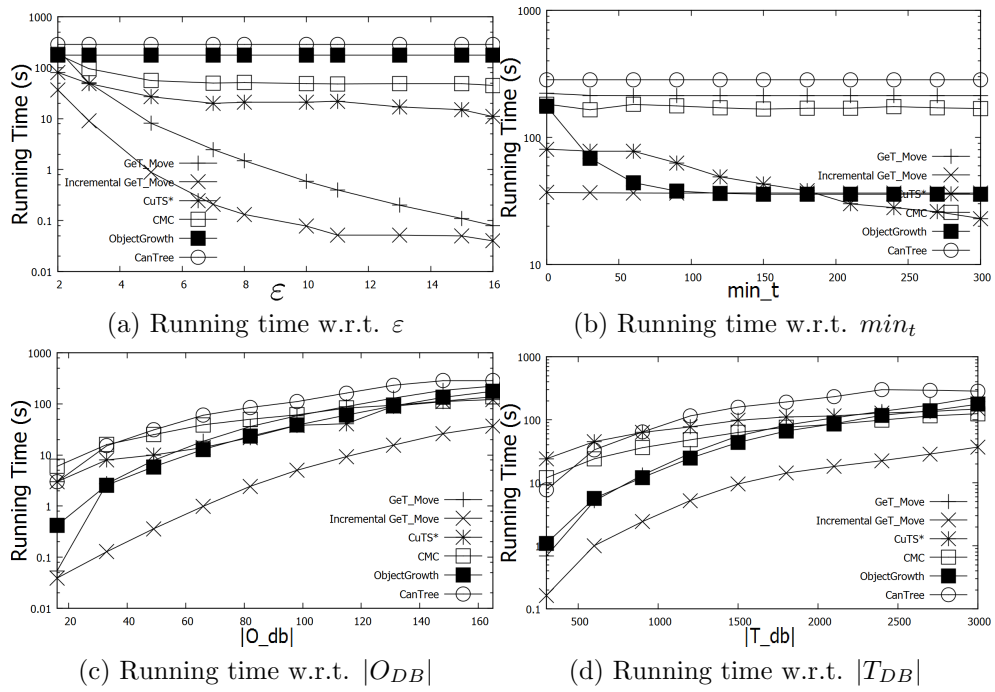 1000
100
10
1
0.1
0.01
Running Time (s)
GeT_Move
Incremental GeT_Move
CuTS*
CMC
ObjectGrowth
CanTree
2 4 6 8 10 12 14 16
ε
(a) Running time w.r.t. ε
1000
100
10
Running Time (s)
GeT_Move
Incremental GeT_Move
CuTS*
CMC
ObjectGrowth
CanTree
0 50 100 150 200 250 300
min_t
(b) Running time w.r.t. min_t
1000
100
10
1
0.1
0.01
Running Time (s)
GeT_Move
Incremental GeT_Move
CuTS*
CMC
ObjectGrowth
CanTree
20 40 60 80 100 120 140 160
|O_db|
(c) Running time w.r.t. |O_DB|
1000
100
10
1
0.1
Running Time (s)
GeT_Move
Incremental GeT_Move
CuTS*
CMC
ObjectGrowth
CanTree
500 1000 1500 2000 2500 3000
|T_db|
(d) Running time w.r.t. |T_DB|